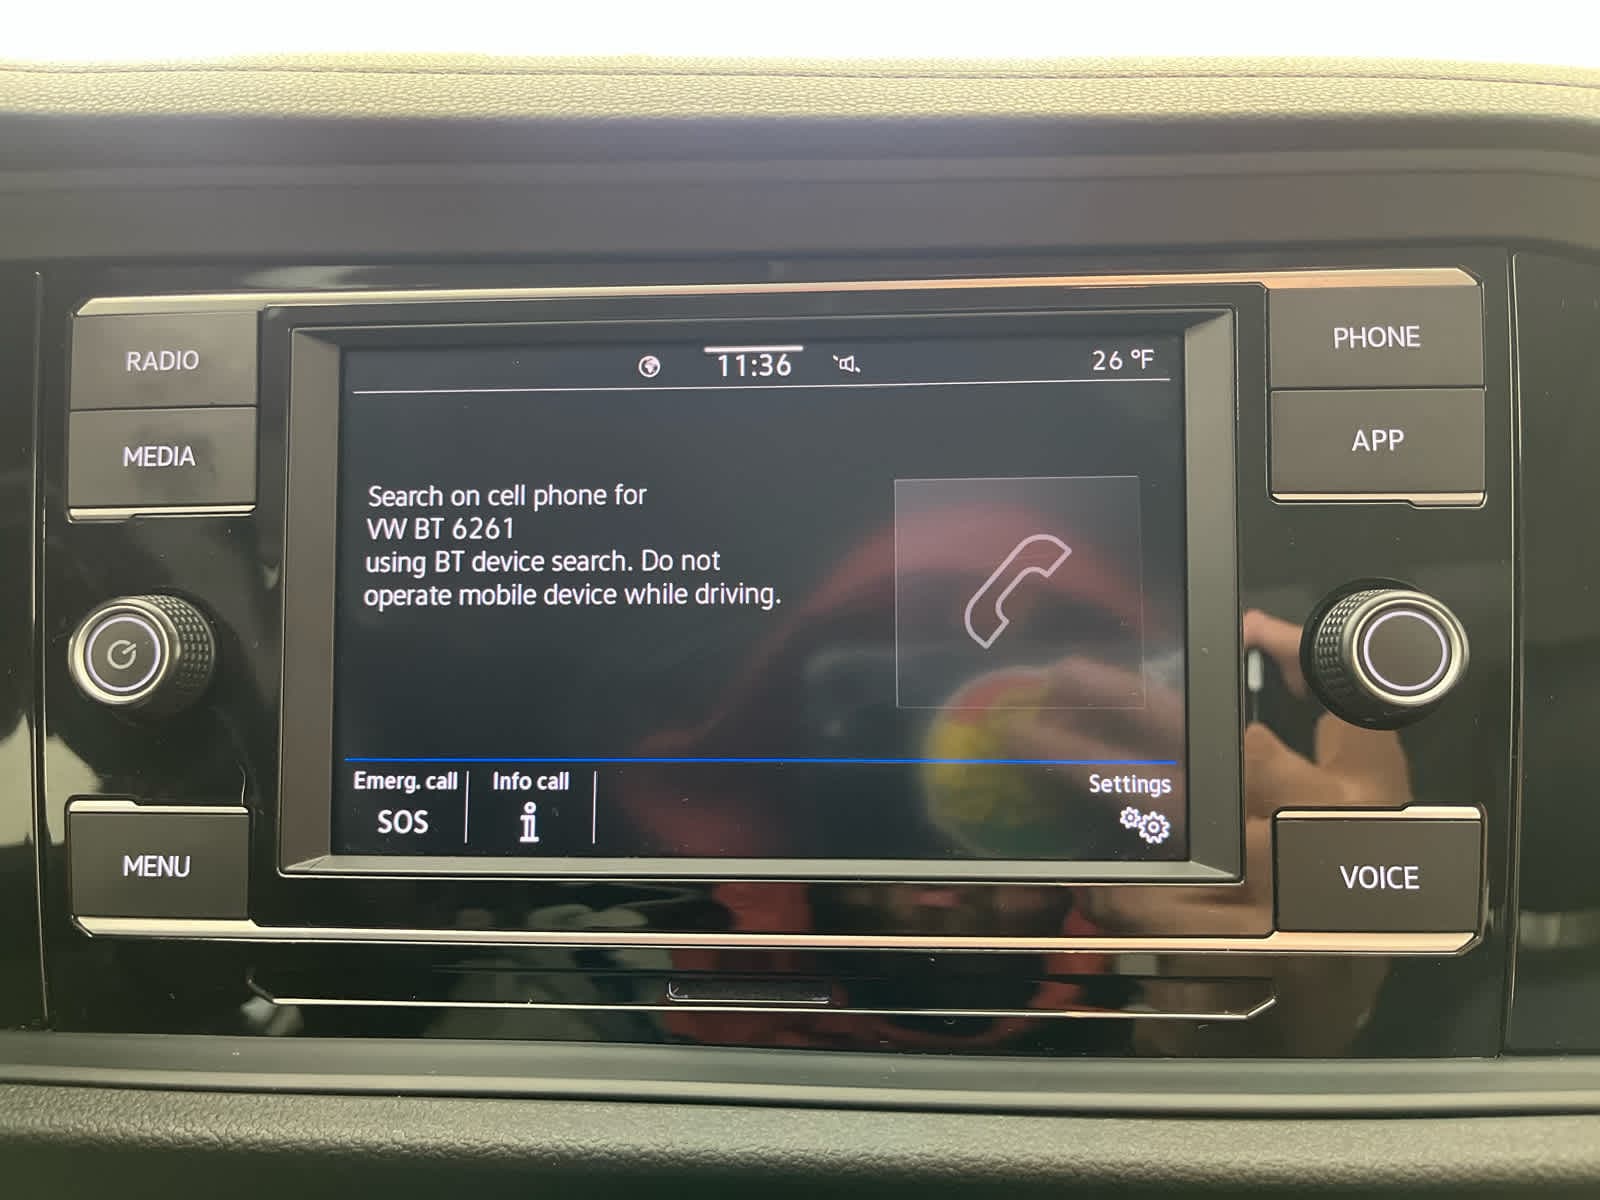 RADIO
MEDIA
MENU
11:36
26 °F
Search on cell phone for
VW BT 6261
using BT device search. Do not
operate mobile device while driving.
Emerg. call
SOS
Info call
Settings
PHONE
APP
VOICE